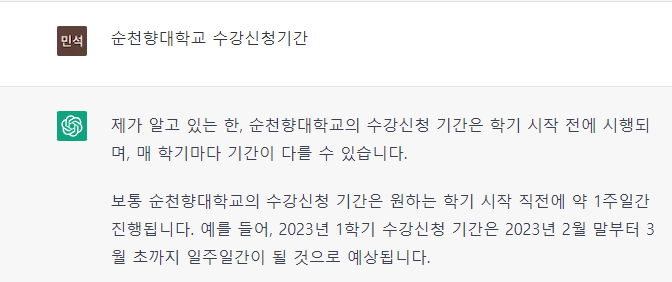 민석
순천향대학교 수강신청기간
제가 알고 있는 한, 순천향대학교의 수강신청 기간은 학기 시작 전에 시행되
며, 매 학기마다 기간이 다를 수 있습니다.
보통 순천향대학교의 수강신청 기간은 원하는 학기 시작 직전에 약 1주일간
진행됩니다. 예를 들어, 2023년 1학기 수강신청 기간은 2023년 2월 말부터 3
월 초까지 일주일간이 될 것으로 예상됩니다.